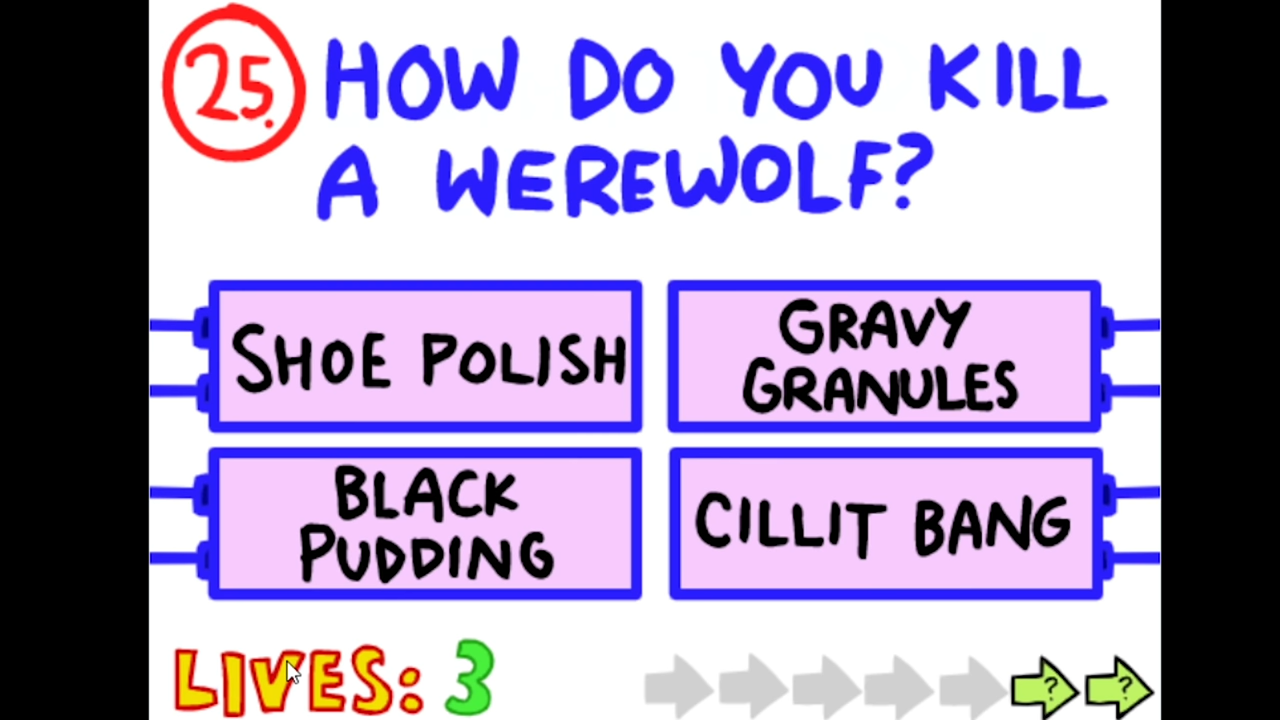 25. HOW DO YOU KILL
A WEREWOLF?
SHOE POLISH
GRAVY
GRANULES
BLACK
PUDDING
CILLIT BANG
LIVES: 3
? ?